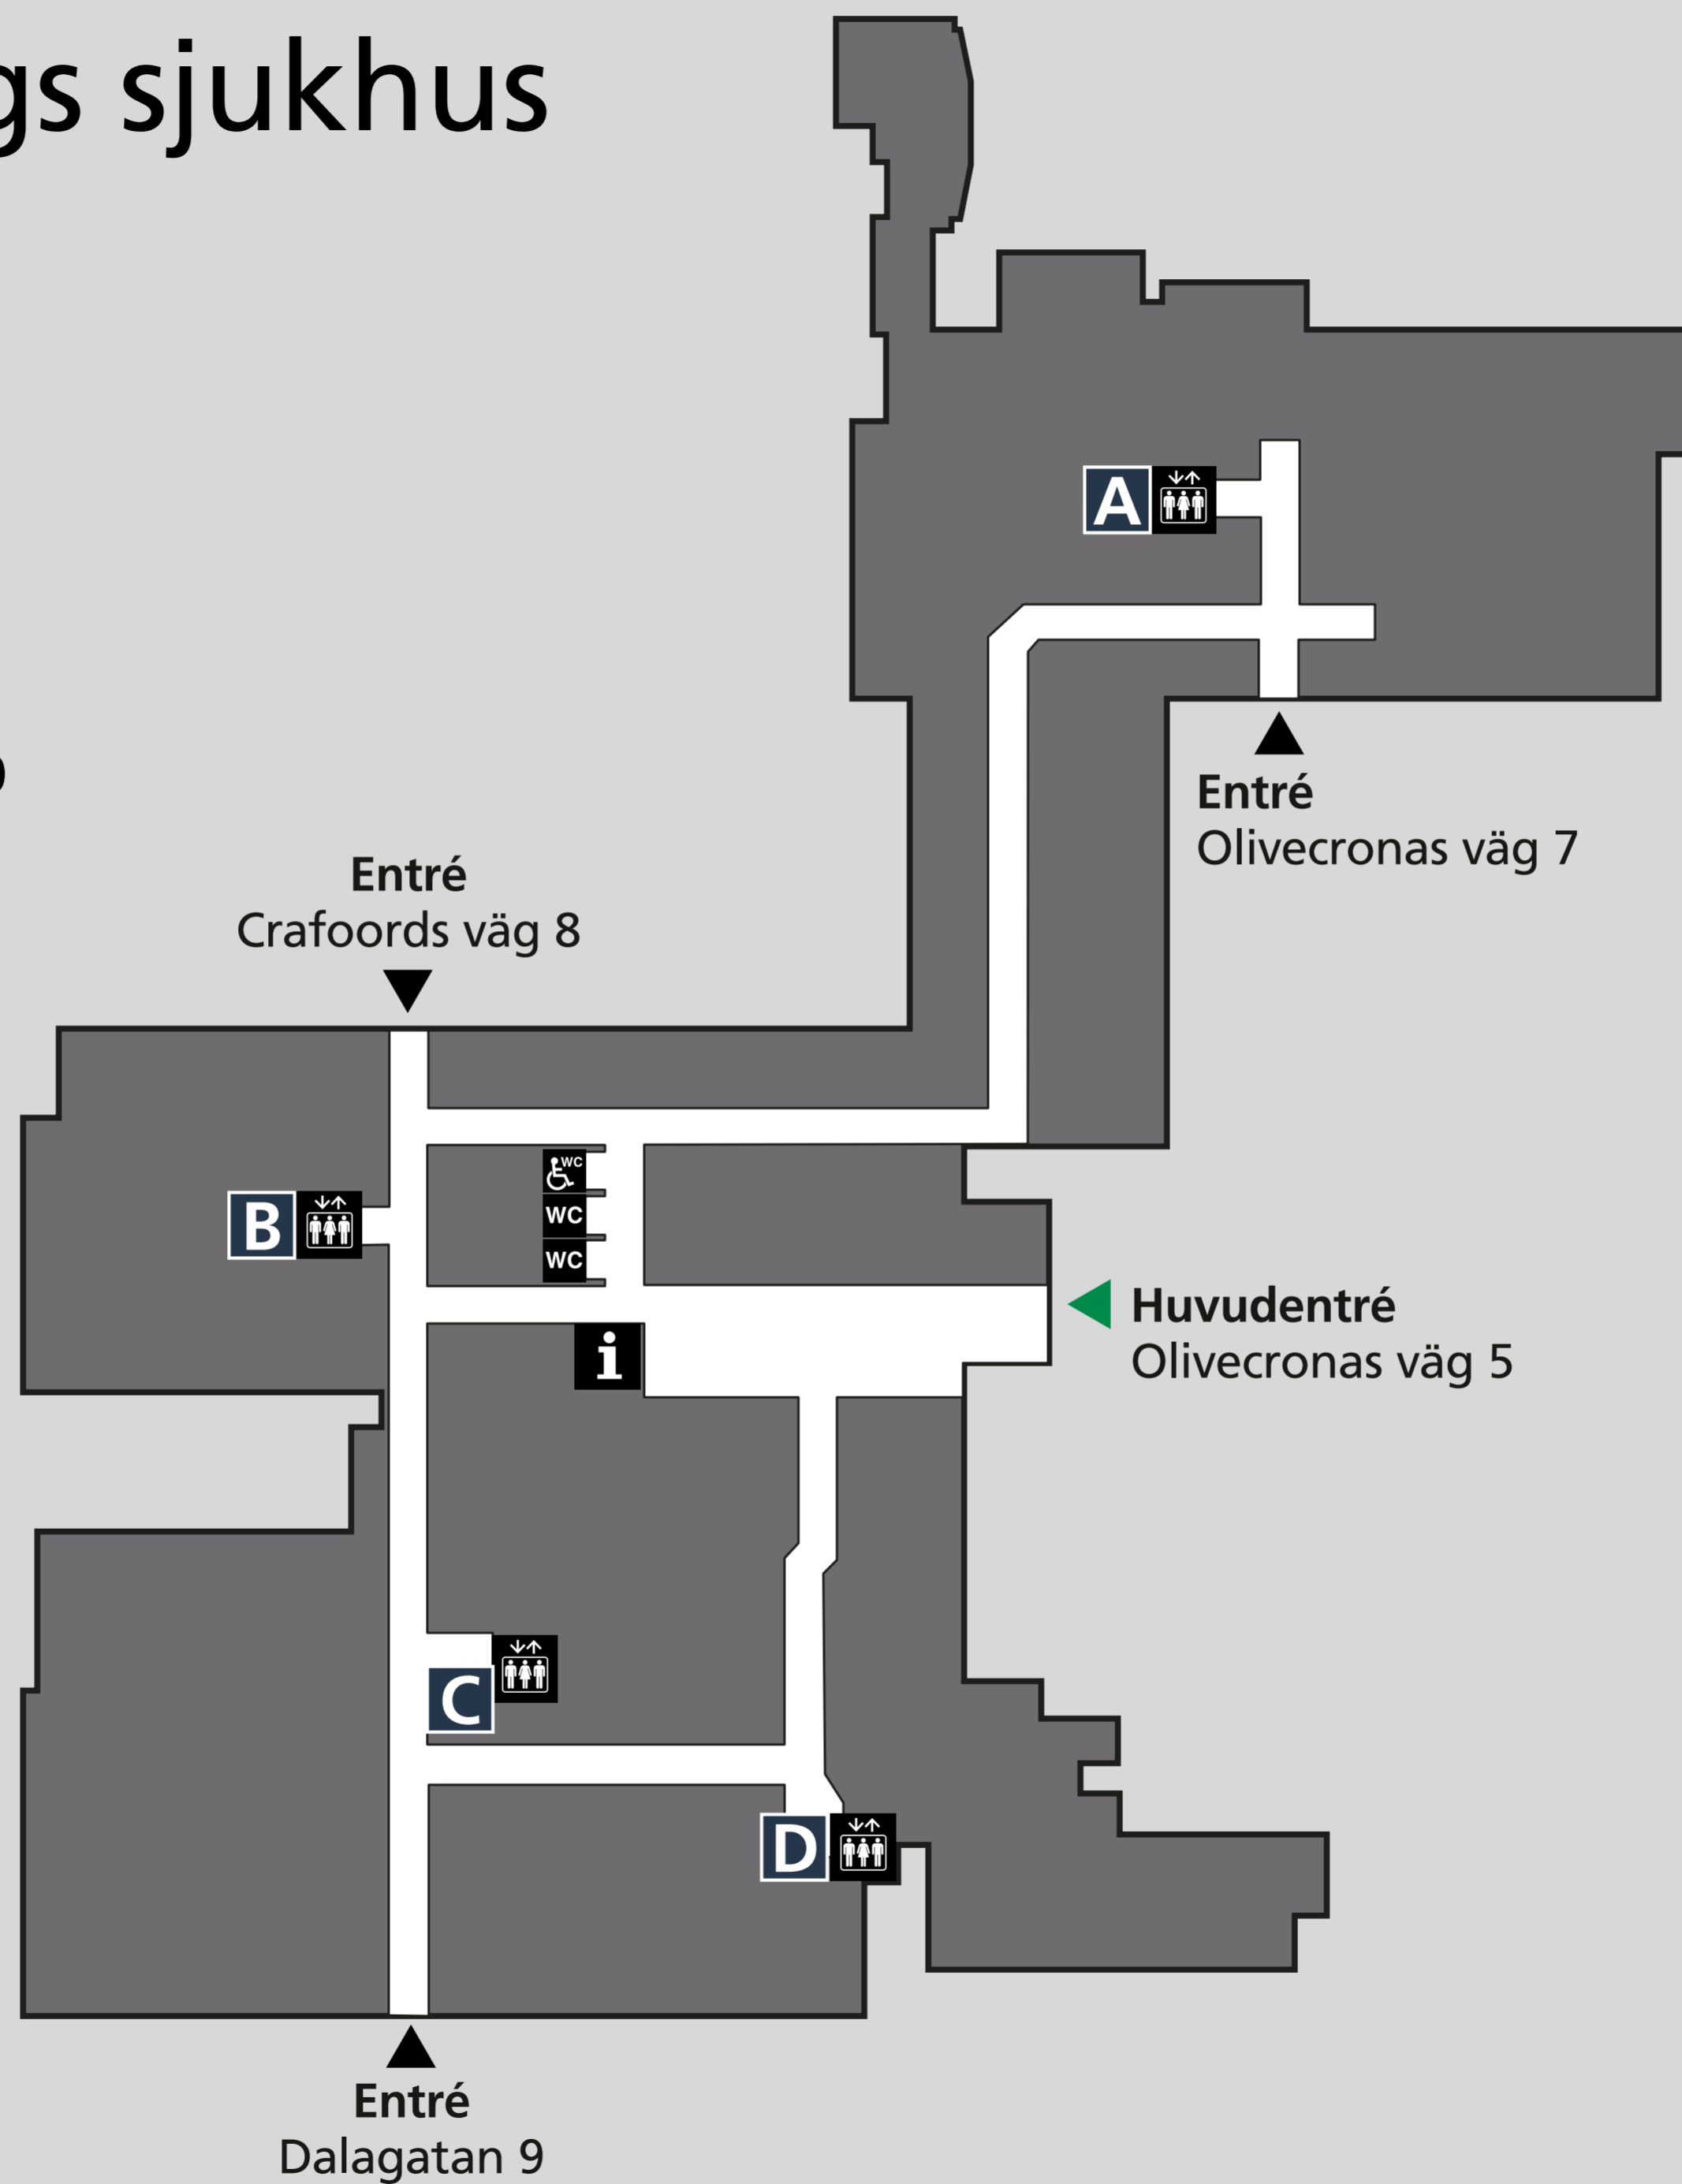 gs sjukhus
A
Entré
Olivecronas väg 7
Entré
Crafoords väg 8
WC
B
WC
WC
Huvudentré
Olivecronas väg 5
i
C
D
Entré
Dalagatan 9